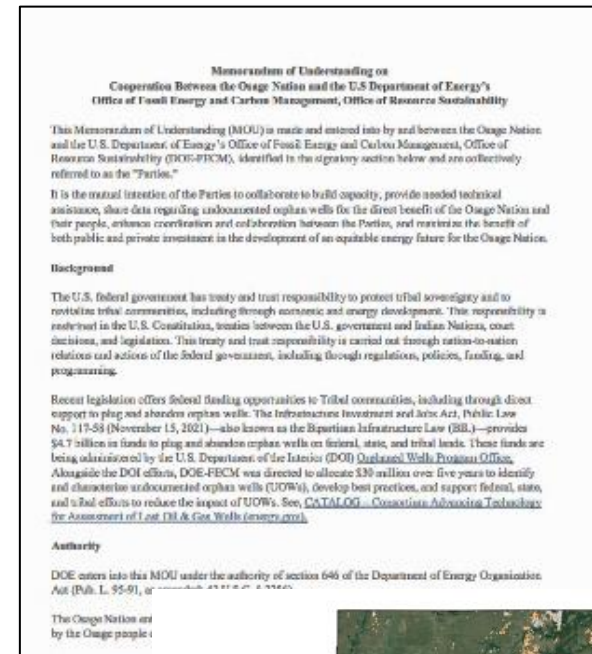 Memorandum of Understanding on
Cooperation Between the Osage Nation and the U.S Department of Energy's
Office of Fossil Energy and Carbon Management, Office of Resource Sustainability
This Memorandum of Understanding (MOU) is made and entered into by and between the Osage Nation
and the U.S. Department of Energy's Office of Fossil Energy and Carbon Management, Office of
Resource Sustainability (DOE-FECM), identified in the signatory section below and are collectively
referred to as the "Parties."
It is the mutual intention of the Parties to collaborate to build capacity, provide needed technical
assistance, share data regarding undocumented orphan wells for the direct benefit of the Osage Nation and
their people, enhance coordination and collaboration between the Parties, and maximize the benefit of
both public and private investment in the development of an equitable energy future for the Osage Nation.
Background
The U.S. federal government has treaty and trust responsibility to protect tribal sovereignty and to
revitalize tribal communities, including through economic and energy development. This responsibility is
enshrined in the U.S. Constitution, treaties between the U.S. government and Indian Nations, court
decisions, and legislation. This treaty and trust responsibility is carried out through nation-to-nation
relations and actions of the federal government, including through regulations, policies, funding, and
programming.
Recent legislation offers federal funding opportunities to Tribal communities, including through direct
support to plug and abandon orphan wells. The Infrastructure Investment and Jobs Act, Public Law
No. 117-58 (November 15, 2021)—also known as the Bipartisan Infrastructure Law (BIL)—provides
$4.7 billion in funds to plug and abandon orphan wells on federal, state, and tribal lands. These funds are
being administered by the U.S. Department of the Interior (DOI) Orphaned Wells Program Office.
Alongside the DOI efforts, DOE-FECM was directed to allocate $30 million over five years to identify
and characterize undocumented orphan wells (UOWs), develop best practices, and support federal, state,
and tribal efforts to reduce the impact of UOWs. See, CATALOG – Consortium Advancing Technology
for Assessment of Lost Oil & Gas Wells (energy.gov).
Authority
DOE enters into this MOU under the authority of section 646 of the Department of Energy Organization
Act (Pub. L. 95-91,
The Osage Nation
by the Osage people